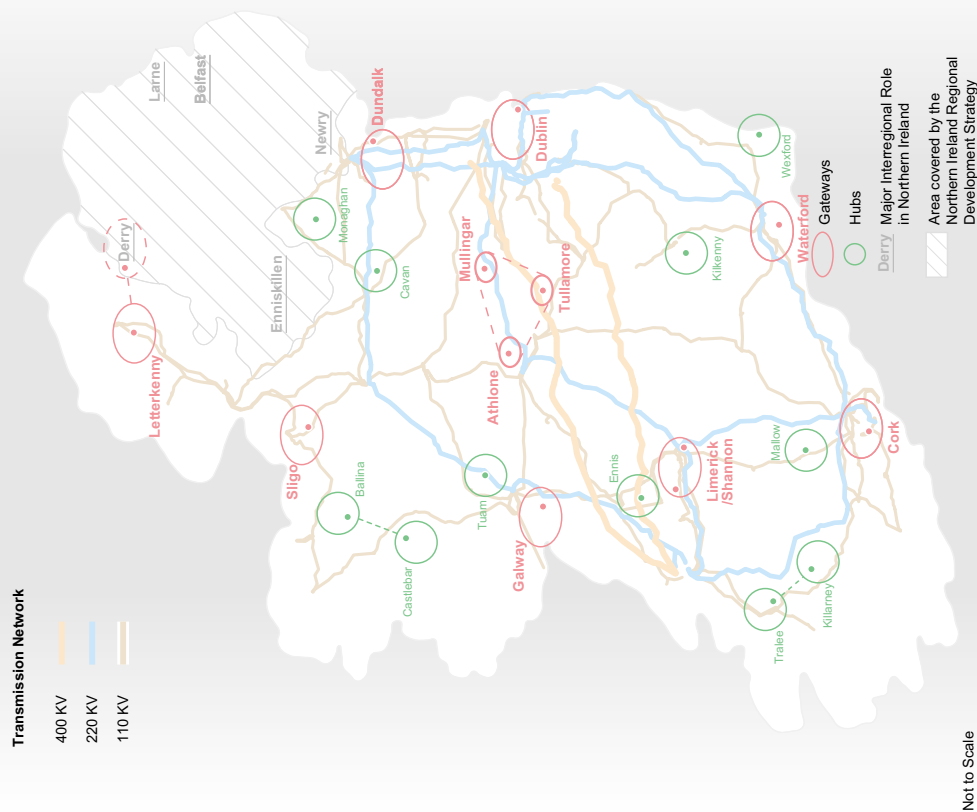 Transmission Network
400 KV
220 KV
110 KV
Larne
Belfast
Derry
Newry
Dundalk
Letterkenny
Enniskillen
Monaghan
Cavan
Sligo
Ballina
Castlebar
Mullingar
Dublin
Tullamore
Athlone
Tuam
Galway
Ennis
Limerick
/Shannon
Kilkenny
Wexford
Waterford
Mallow
Cork
Tralee
Killarney
Gateways
Hubs
Derry
Major Interregional Role
in Northern Ireland
Area covered by the
Northern Ireland Regional
Development Strategy
Not to Scale